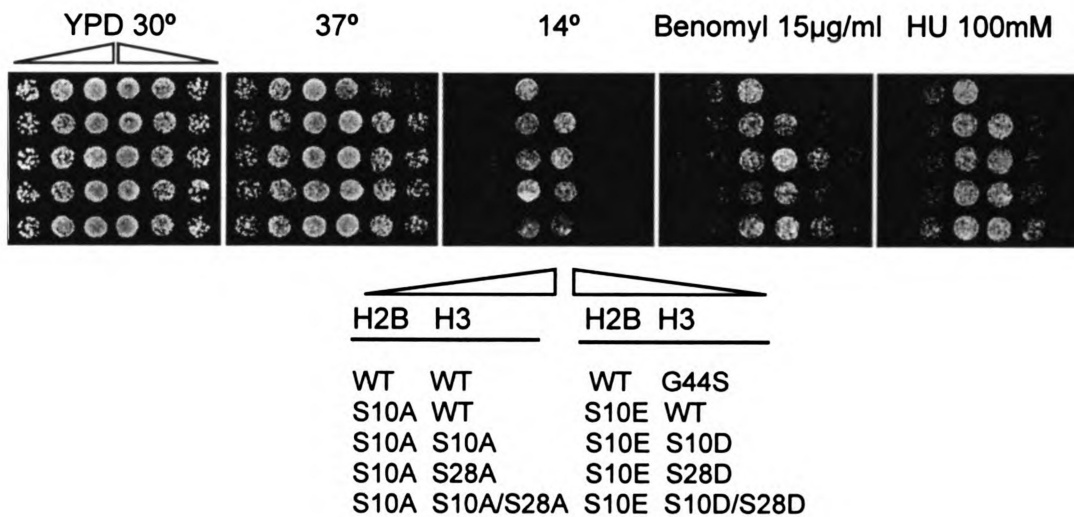 YPD 30º 37º 14º Benomyl 15µg/ml HU 100mM
H2B H3 H2B H3
WT WT WT G44S
S10A WT S10E WT
S10A S10A S10E S10D
S10A S28A S10E S28D
S10A S10A/S28A S10E S10D/S28D